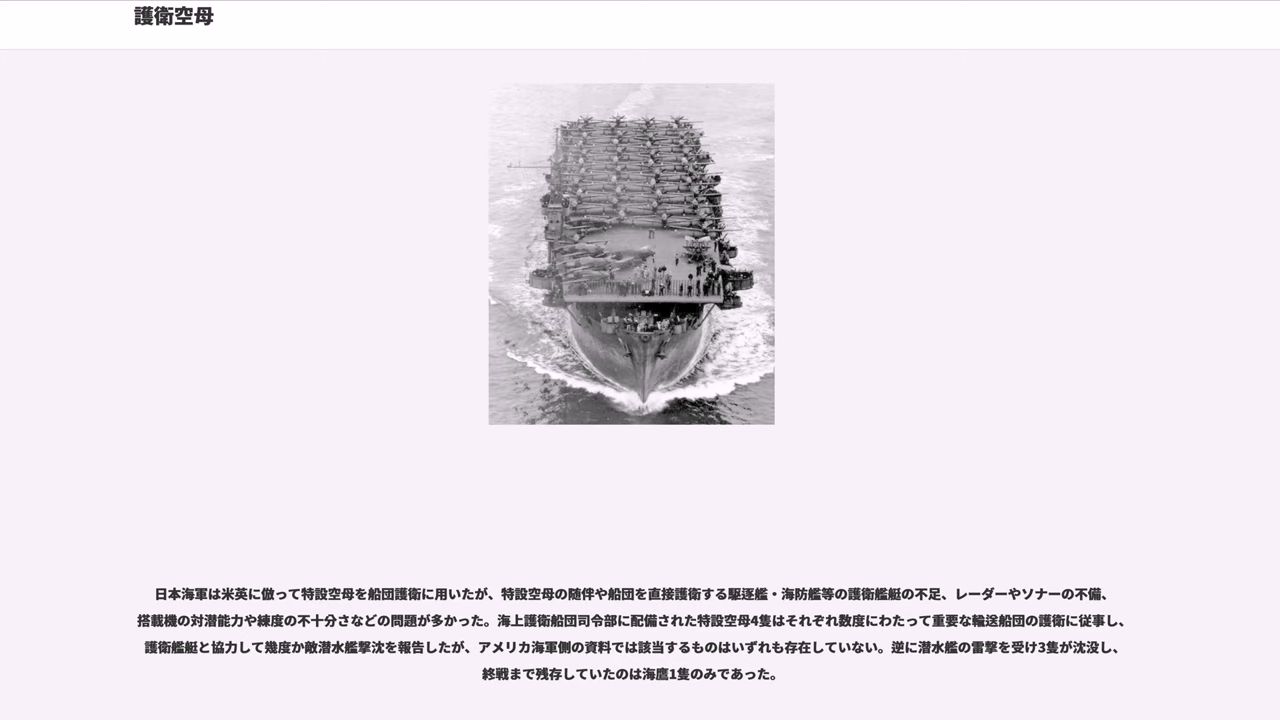 護衛空母
日本海軍は米英に倣って特設空母を船団護衛に用いたが、特設空母の随伴や船団を直接護衛する駆逐艦・海防艦等の護衛艦艇の不足、レーダーやソナーの不備、
搭載機の対潜能力や練度の不十分さなどの問題が多かった。海上護衛船団司令部に配備された特設空母4隻はそれぞれ数度にわたって重要な輸送船団の護衛に従事し、
護衛艦艇と協力して幾度か敵潜水艦撃沈を報告したが、アメリカ海軍側の資料では該当するものはいずれも存在していない。逆に潜水艦の雷撃を受け3隻が沈没し、
終戦まで残存していたのは海鷹1隻のみであった。